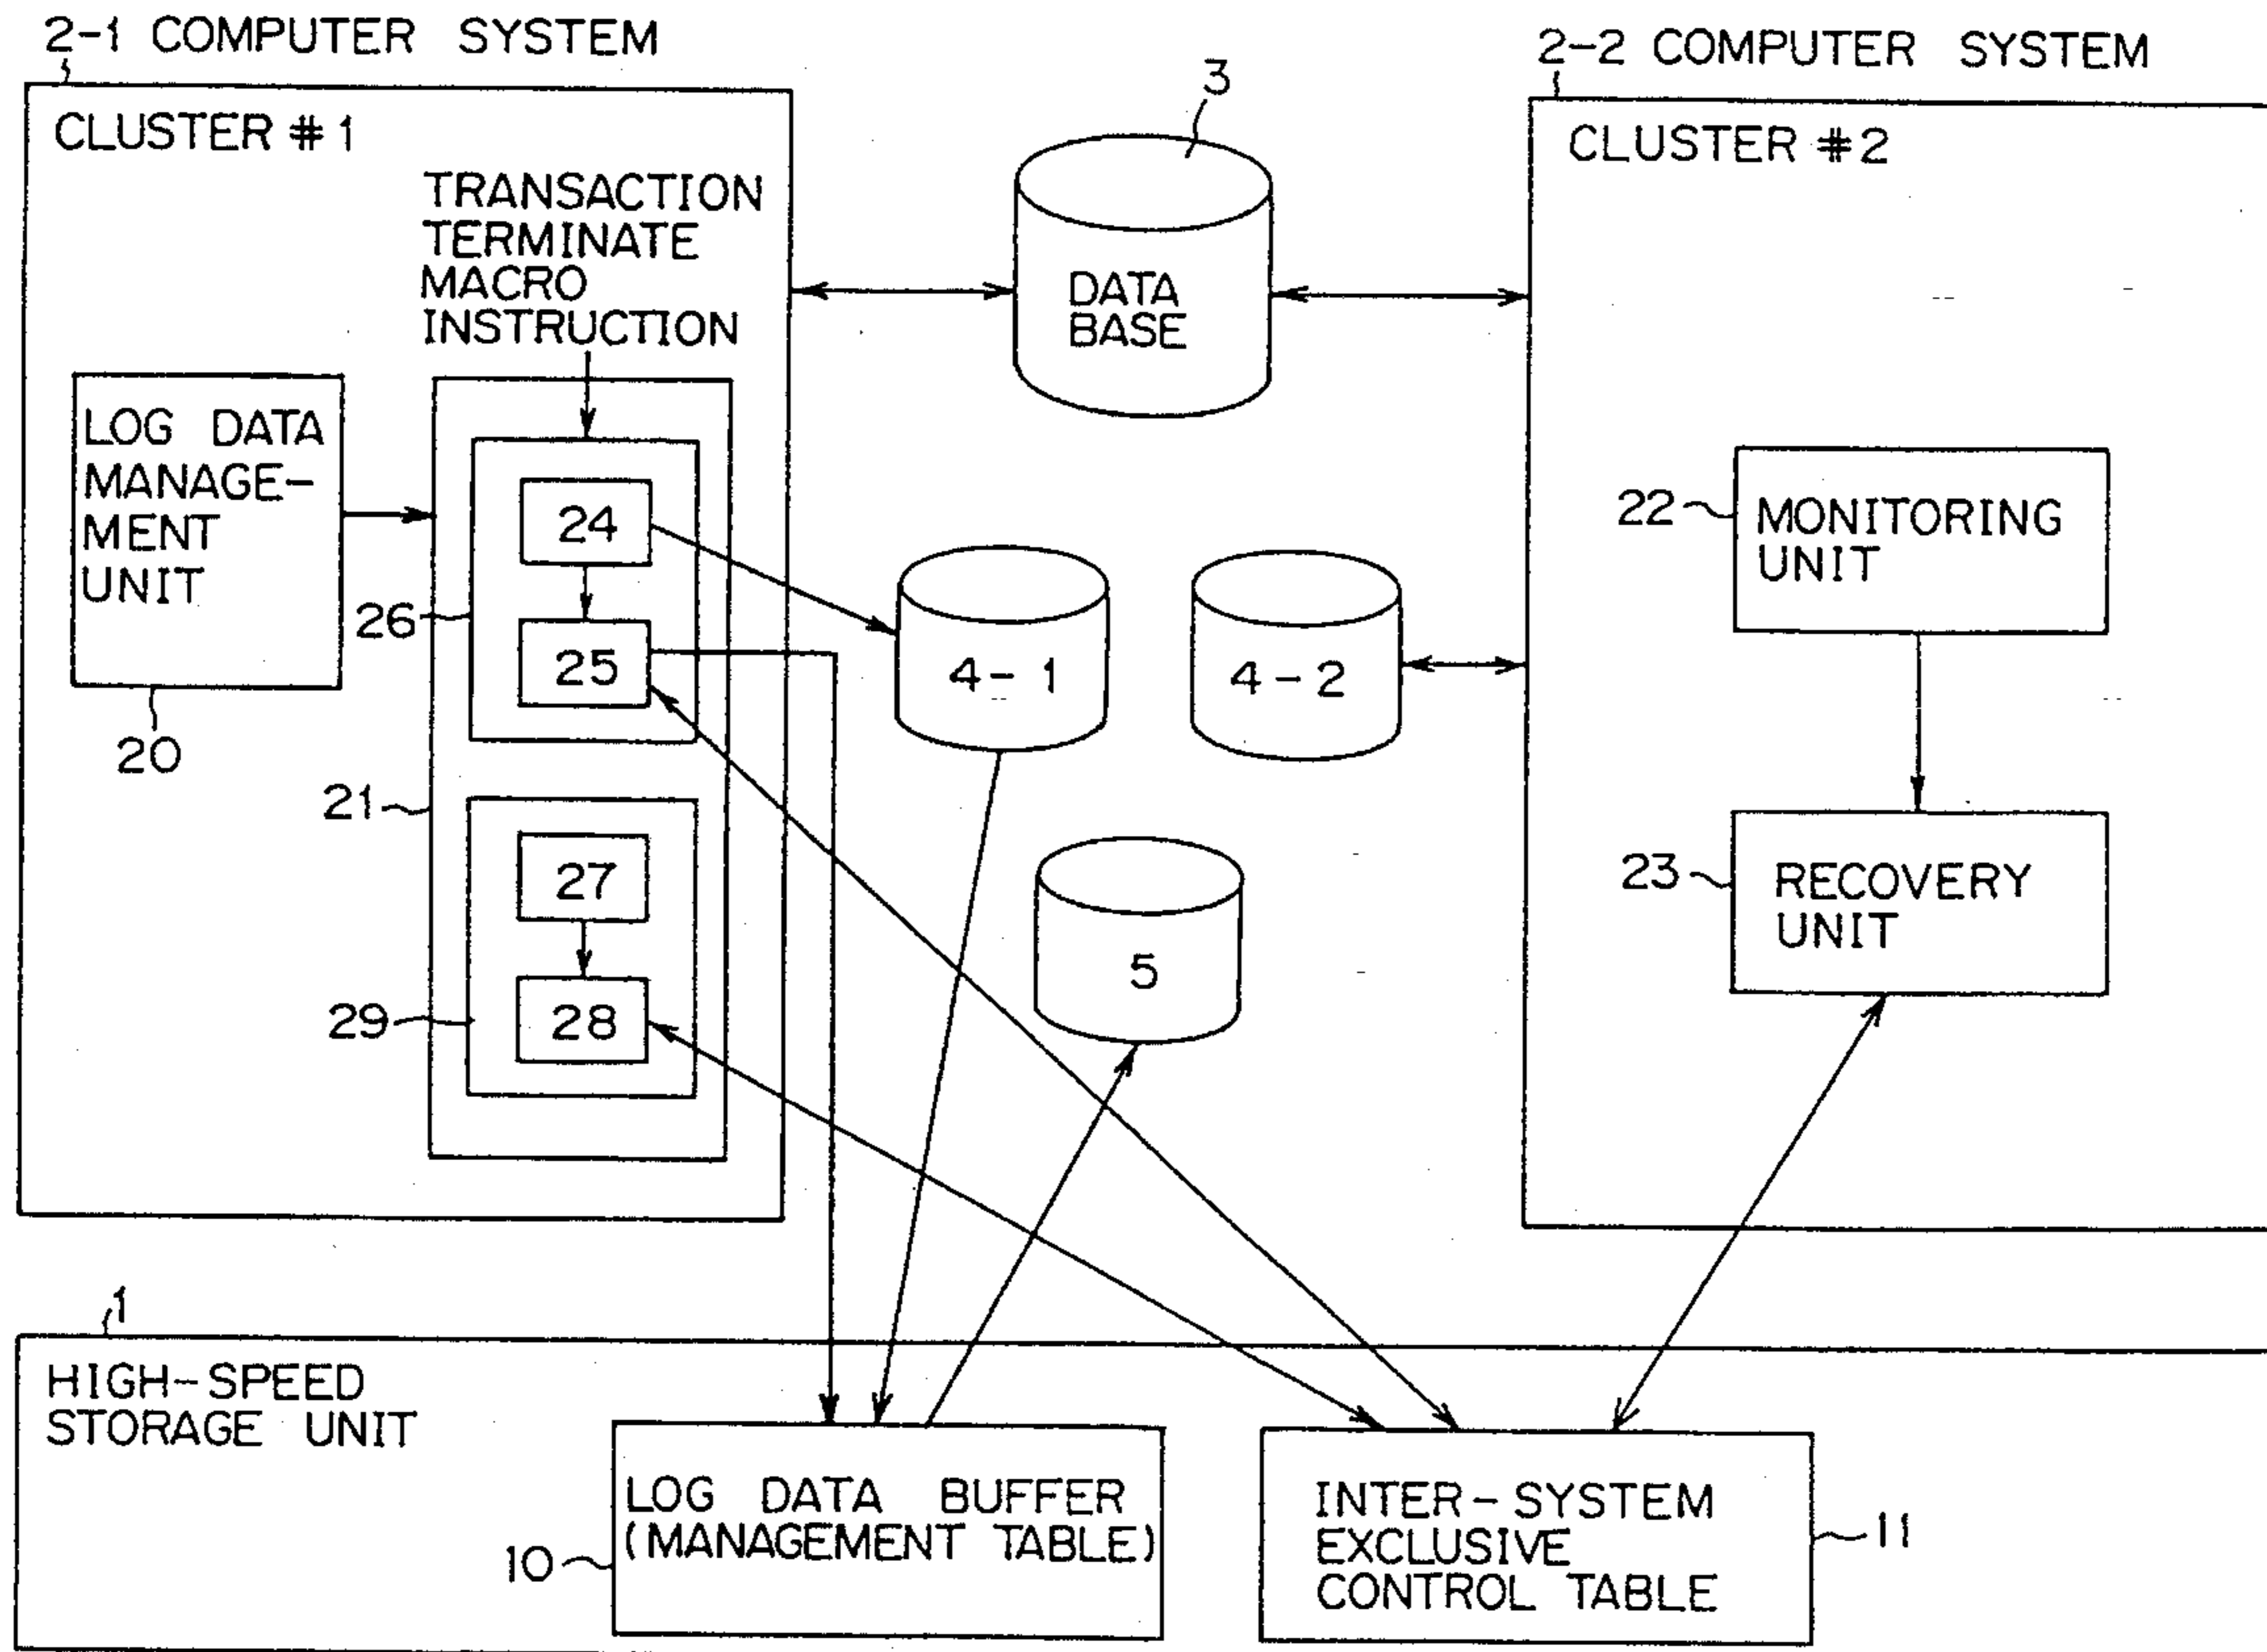 2-1 COMPUTER SYSTEM
2-2 COMPUTER SYSTEM
3
CLUSTER #1
CLUSTER #2
TRANSACTION
TERMINATE
MACRO
INSTRUCTION
DATA
BASE
LOG DATA
MANAGE-
MENT
UNIT
20
24
25
26
21
27
28
29
4-1
4-2
5
22
MONITORING
UNIT
23
RECOVERY
UNIT
1
HIGH-SPEED
STORAGE UNIT
LOG DATA BUFFER
(MANAGEMENT TABLE)
10
INTER-SYSTEM
EXCLUSIVE
CONTROL TABLE
11